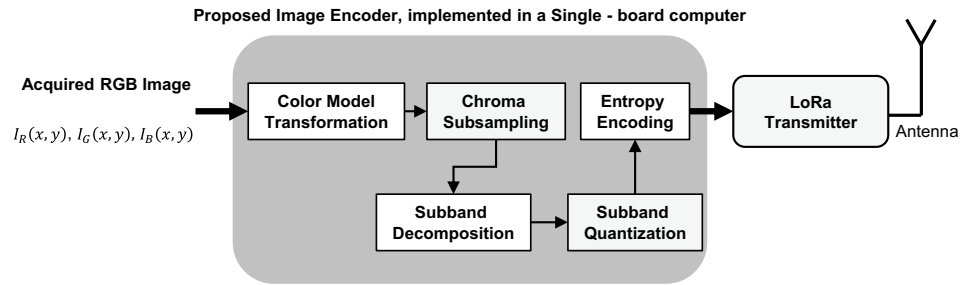 Proposed Image Encoder, implemented in a Single - board computer
Acquired RGB Image
I_R(x, y), I_G(x, y), I_B(x, y)
Color Model
Transformation
Chroma
Subsampling
Entropy
Encoding
LoRa
Transmitter
Antenna
Subband
Decomposition
Subband
Quantization